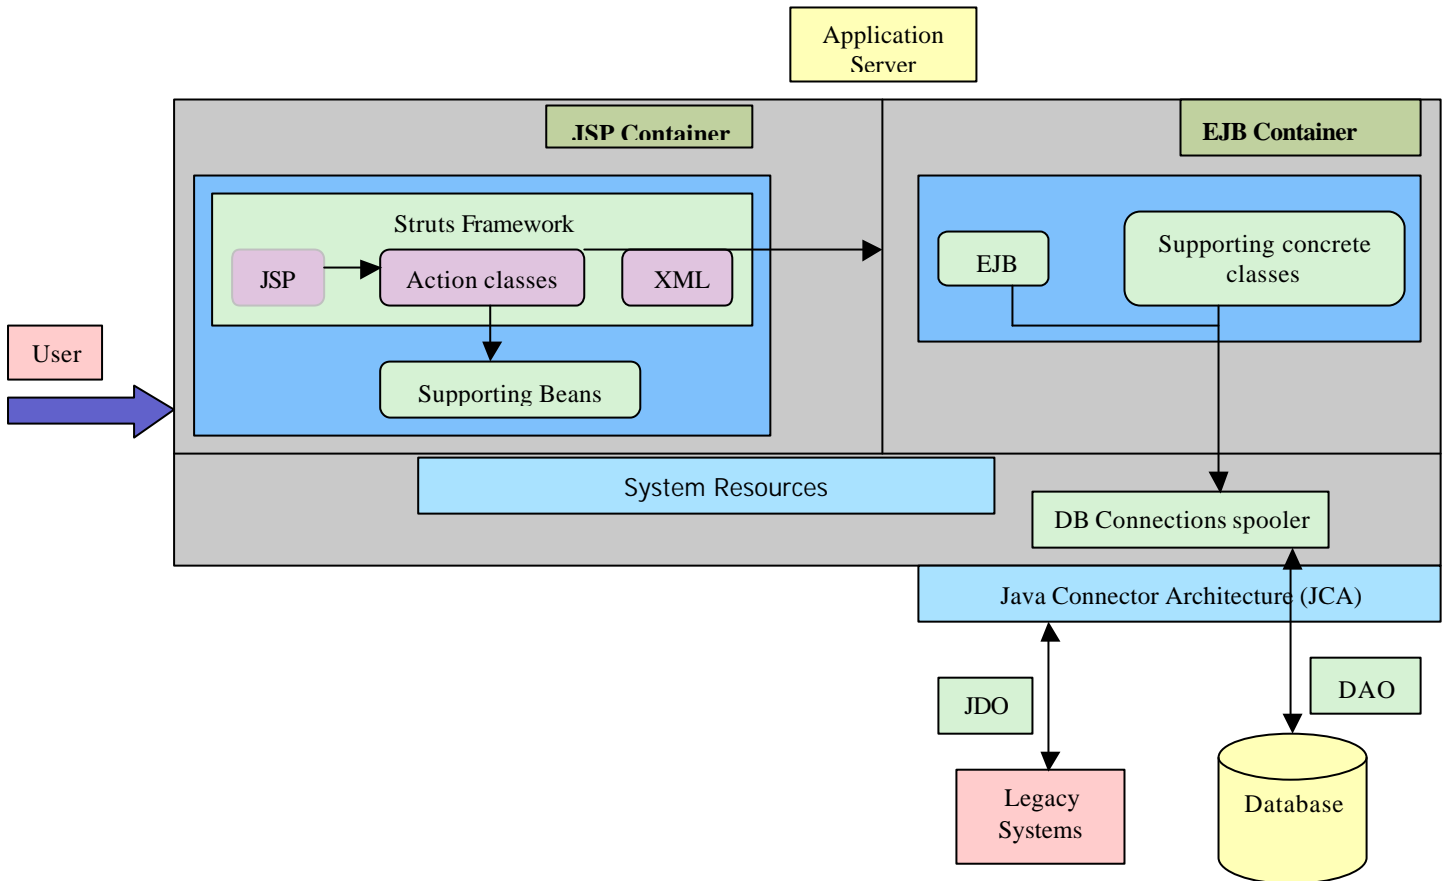 Application
Server
JSP Container
EJB Container
Struts Framework
JSP
Action classes
XML
EJB
Supporting concrete
classes
User
Supporting Beans
System Resources
DB Connections spooler
Java Connector Architecture (JCA)
JDO
DAO
Legacy
Systems
Database